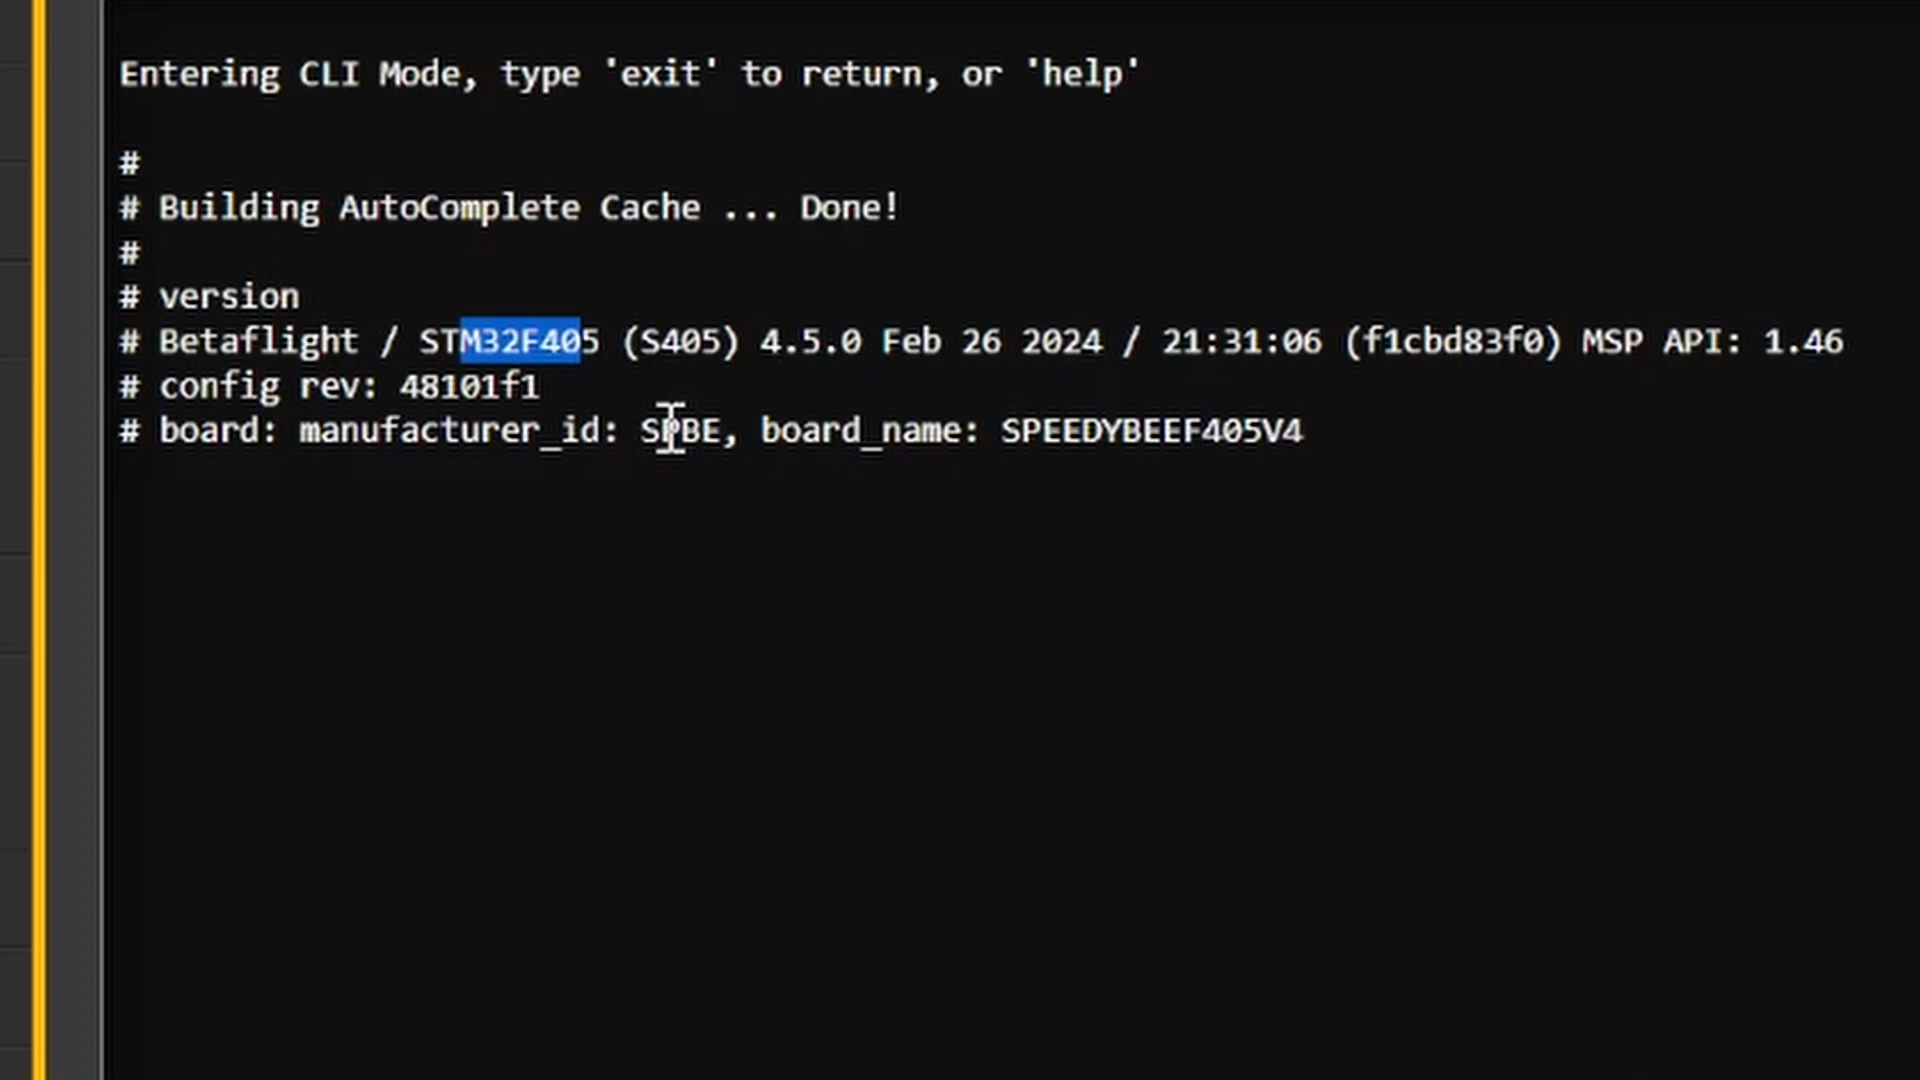 Entering CLI Mode, type 'exit' to return, or 'help'
#
# Building AutoComplete Cache ... Done!
#
# version
# Betaflight / STM32F405 (S405) 4.5.0 Feb 26 2024 / 21:31:06 (f1cbd83f0) MSP API: 1.46
# config rev: 48101f1
# board: manufacturer_id: SPBE, board_name: SPEEDYBEEF405V4